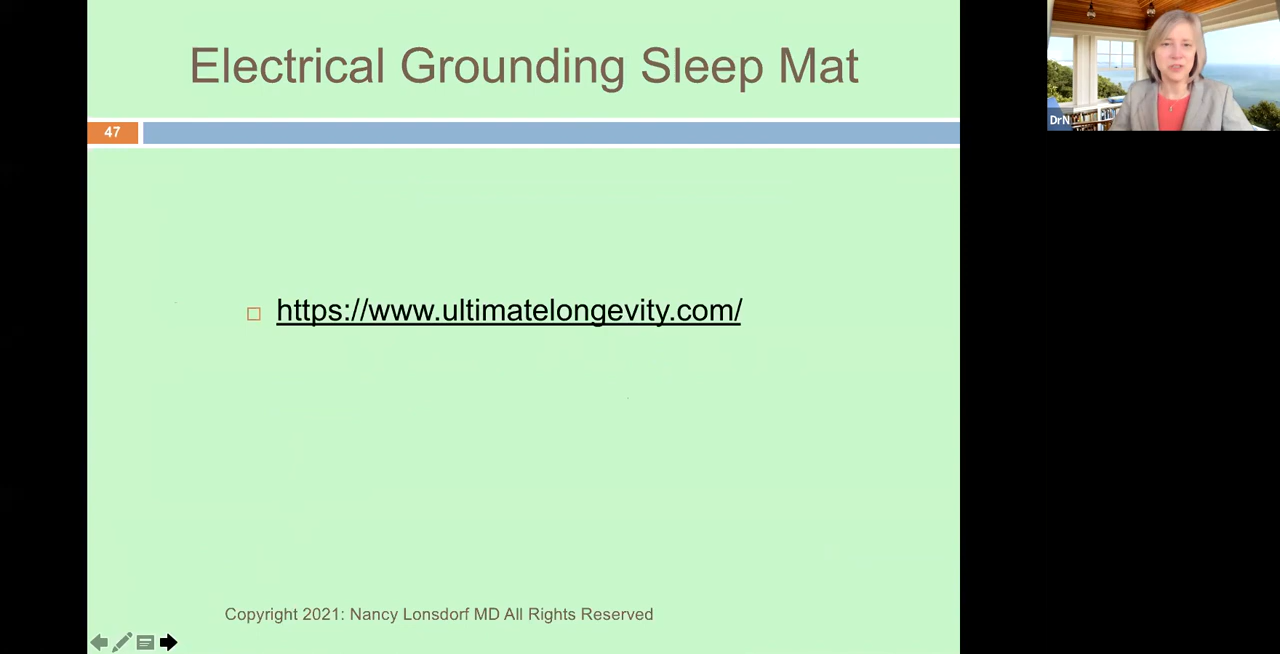 Electrical Grounding Sleep Mat
47
https://www.ultimatelongevity.com/
Copyright 2021: Nancy Lonsdorf MD All Rights Reserved
DrN